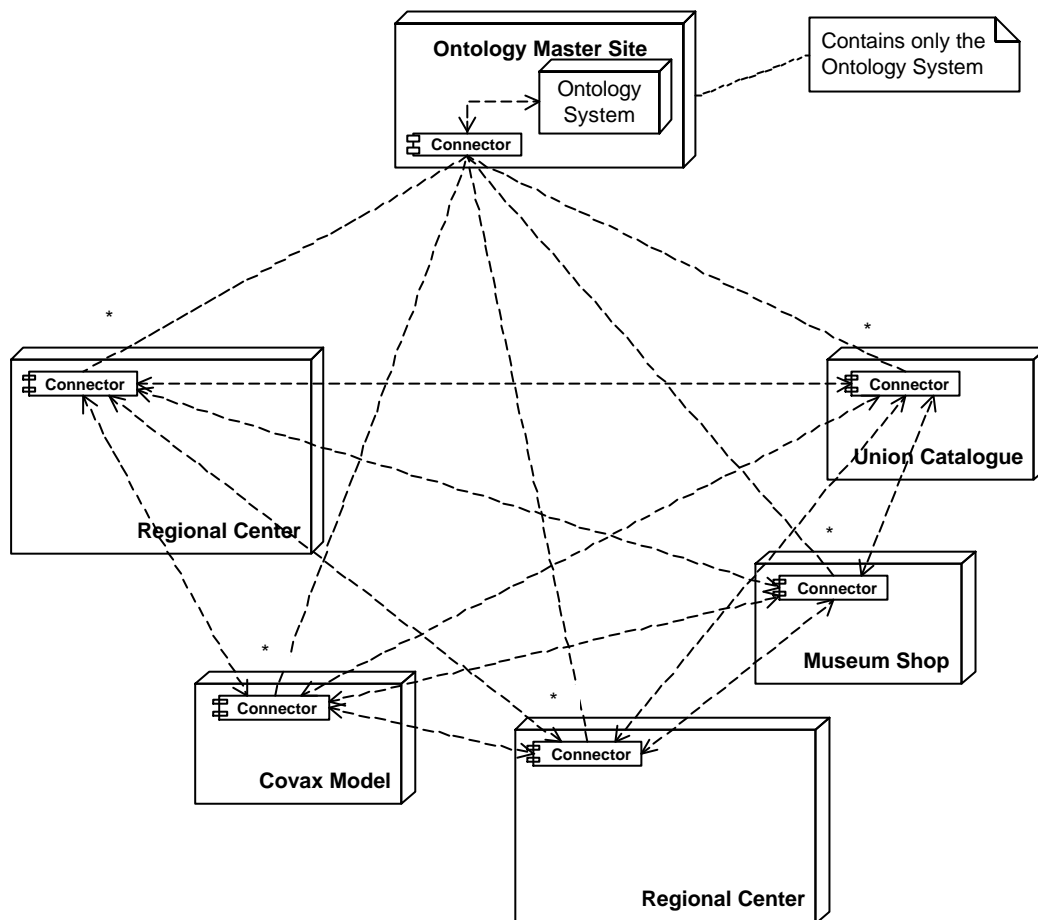 Ontology Master Site
Contains only the
Ontology System
Ontology
System
Connector
*
*
Connector
Connector
Union Catalogue
Regional Center
*
Connector
Museum Shop
*
Connector
*
Connector
Covax Model
Regional Center